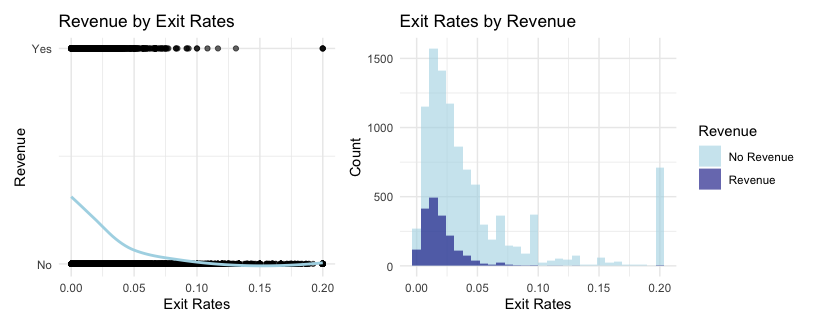 Revenue by Exit Rates
Yes
No
Revenue
0.00 0.05 0.10 0.15 0.20
Exit Rates
Exit Rates by Revenue
1500
1000
500
0
Count
0.00 0.05 0.10 0.15 0.20
Exit Rates
Revenue
No Revenue
Revenue